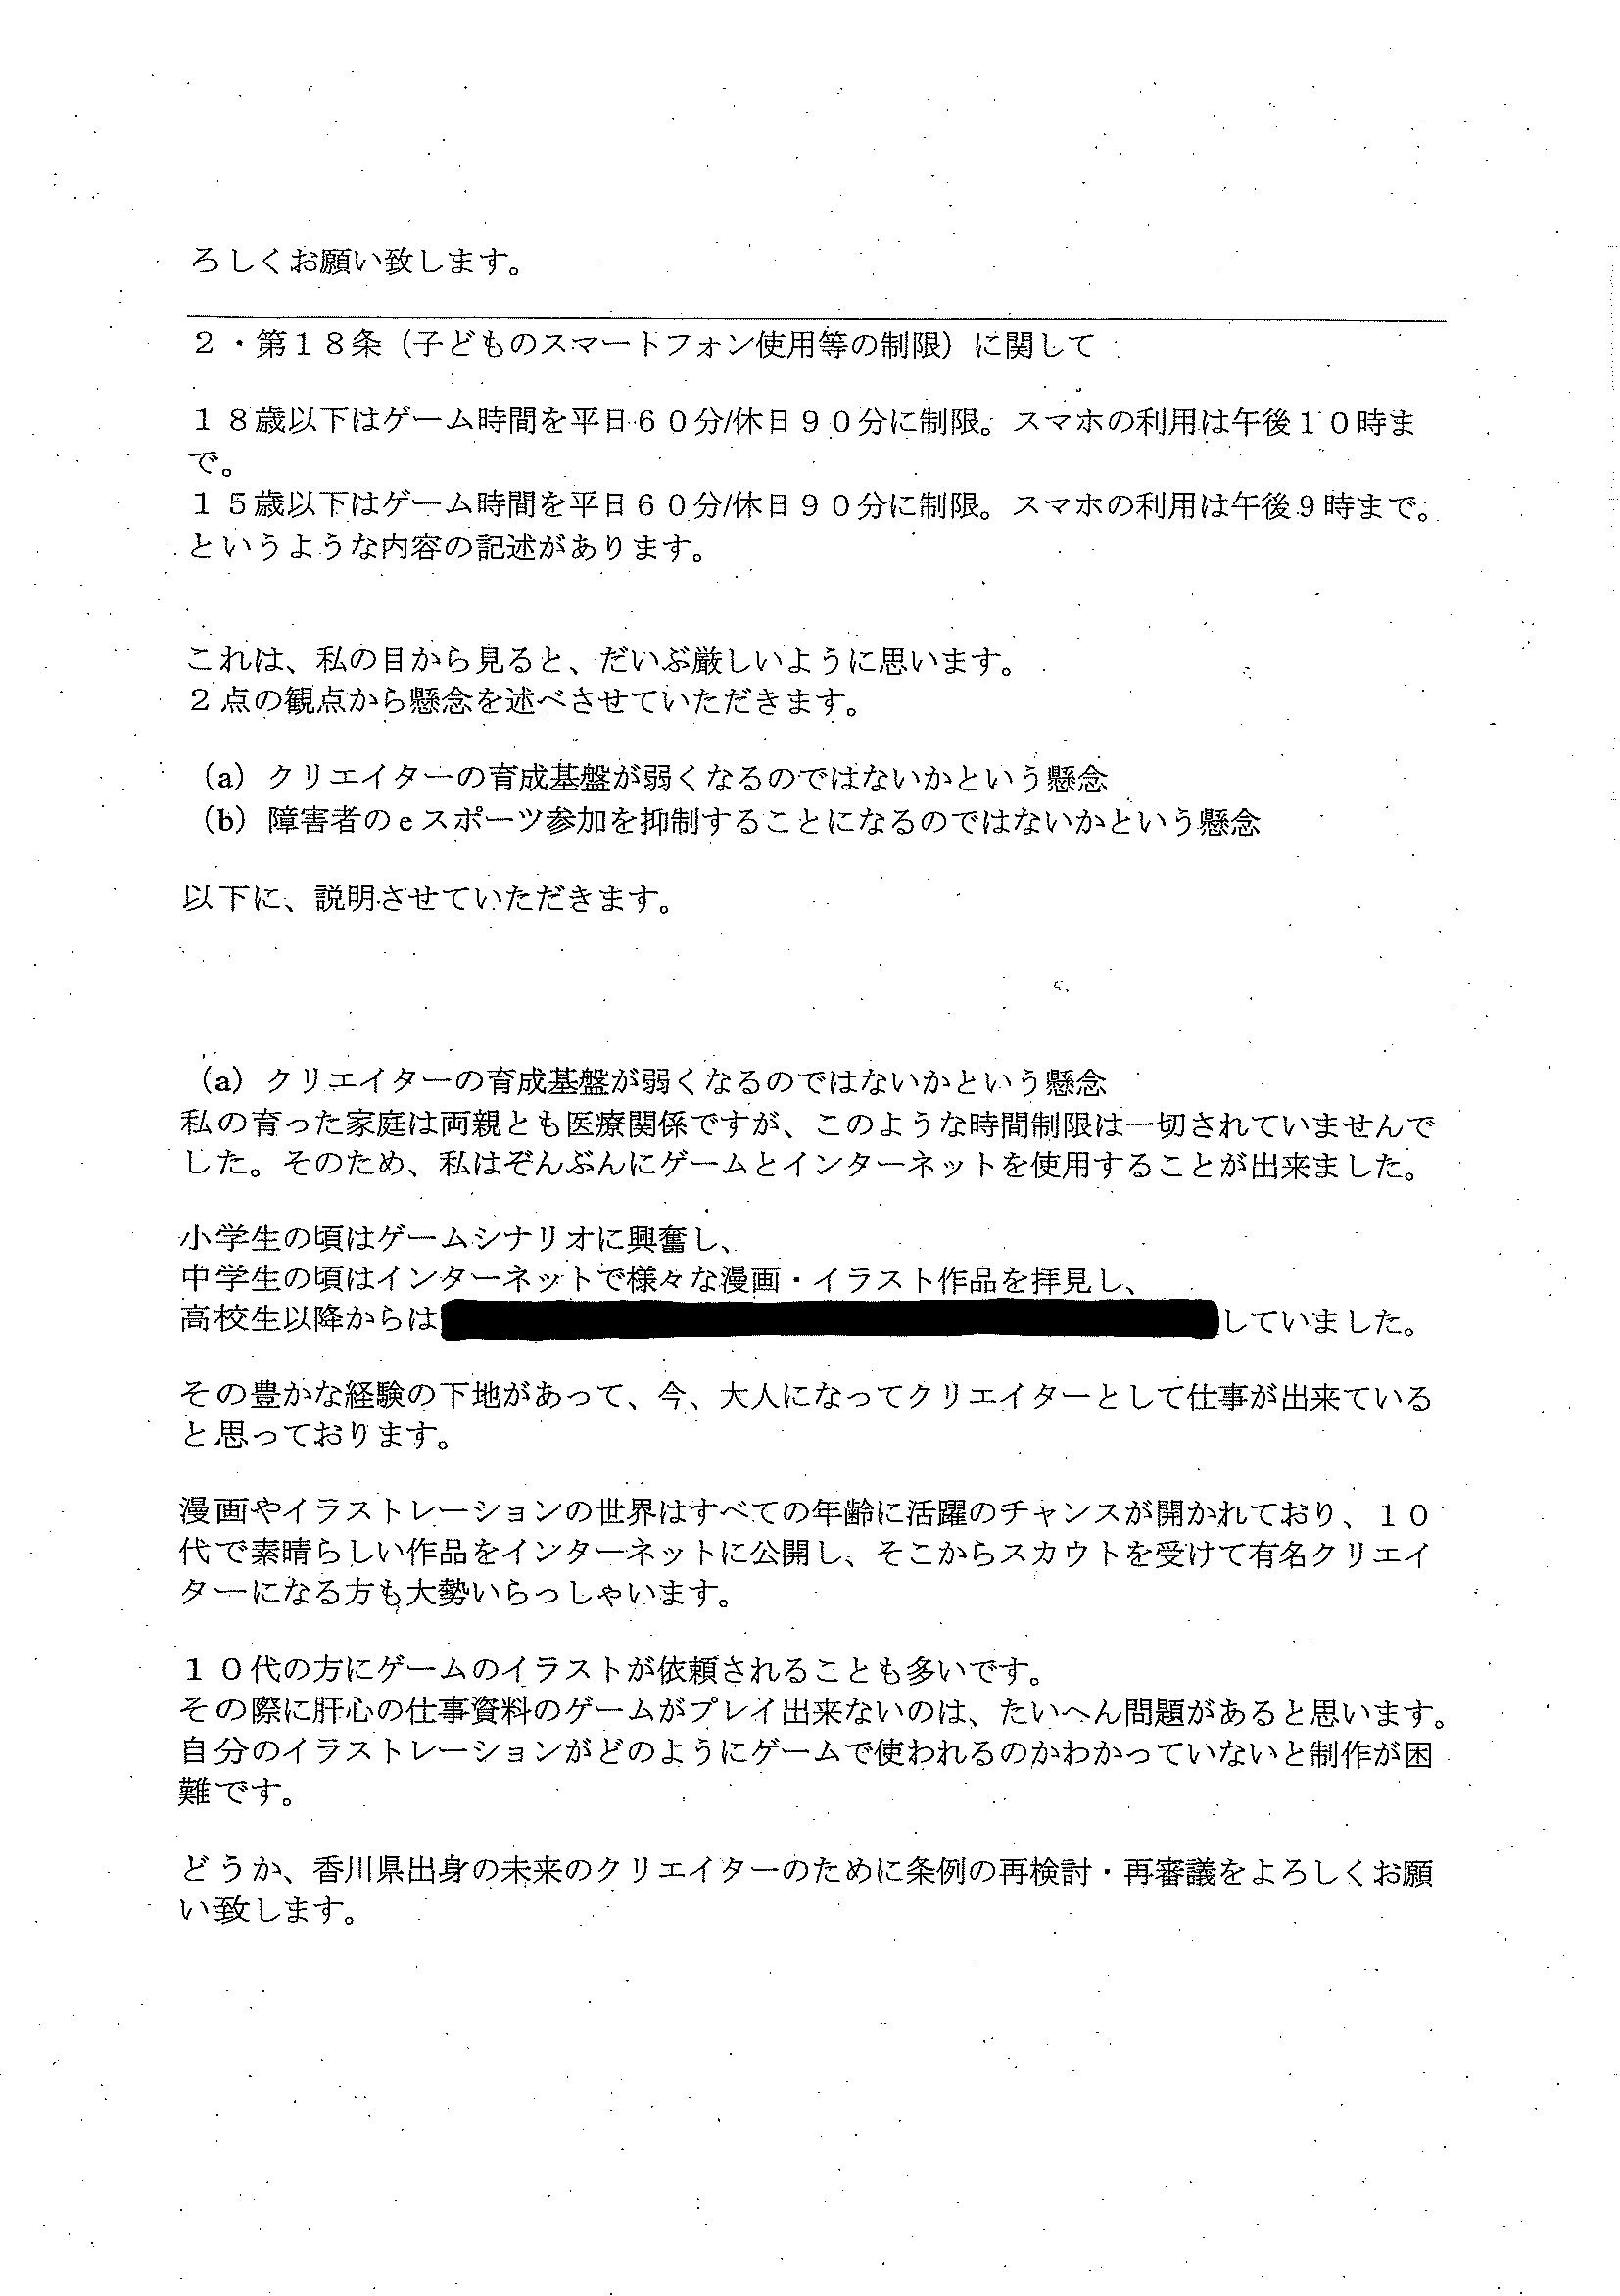 ろしくお願い致します。
２・第１８条（子どものスマートフォン使用等の制限）に関して
１８歳以下はゲーム時間を平日６０分/休日９０分に制限。スマホの利用は午後１０時ま
で。
１５歳以下はゲーム時間を平日６０分/休日９０分に制限。スマホの利用は午後９時まで。
というような内容の記述があります。
これは、私の目から見ると、だいぶ厳しいように思います。
２点の観点から懸念を述べさせていただきます。
（a）クリエイターの育成基盤が弱くなるのではないかという懸念
（b）障害者のｅスポーツ参加を抑制することになるのではないかという懸念
以下に、説明させていただきます。
（a）クリエイターの育成基盤が弱くなるのではないかという懸念
私の育った家庭は両親とも医療関係ですが、このような時間制限は一切されていませんで
した。そのため、私はぞんぶんにゲームとインターネットを使用することが出来ました。
小学生の頃はゲームシナリオに興奮し、
中学生の頃はインターネットで様々な漫画・イラスト作品を拝見し、
高校生以降からは していました。
その豊かな経験の下地があって、今、大人になってクリエイターとして仕事が出来ている
と思っております。
漫画やイラストレーションの世界はすべての年齢に活躍のチャンスが開かれており、１０
代で素晴らしい作品をインターネットに公開し、そこからスカウトを受けて有名クリエイ
ターになる方も大勢いらっしゃいます。
１０代の方にゲームのイラストが依頼されることも多いです。
その際に肝心の仕事資料のゲームがプレイ出来ないのは、たいへん問題があると思います。
自分のイラストレーションがどのようにゲームで使われるのかわかっていないと制作が困
難です。
どうか、香川県出身の未来のクリエイターのために条例の再検討・再審議をよろしくお願
い致します。